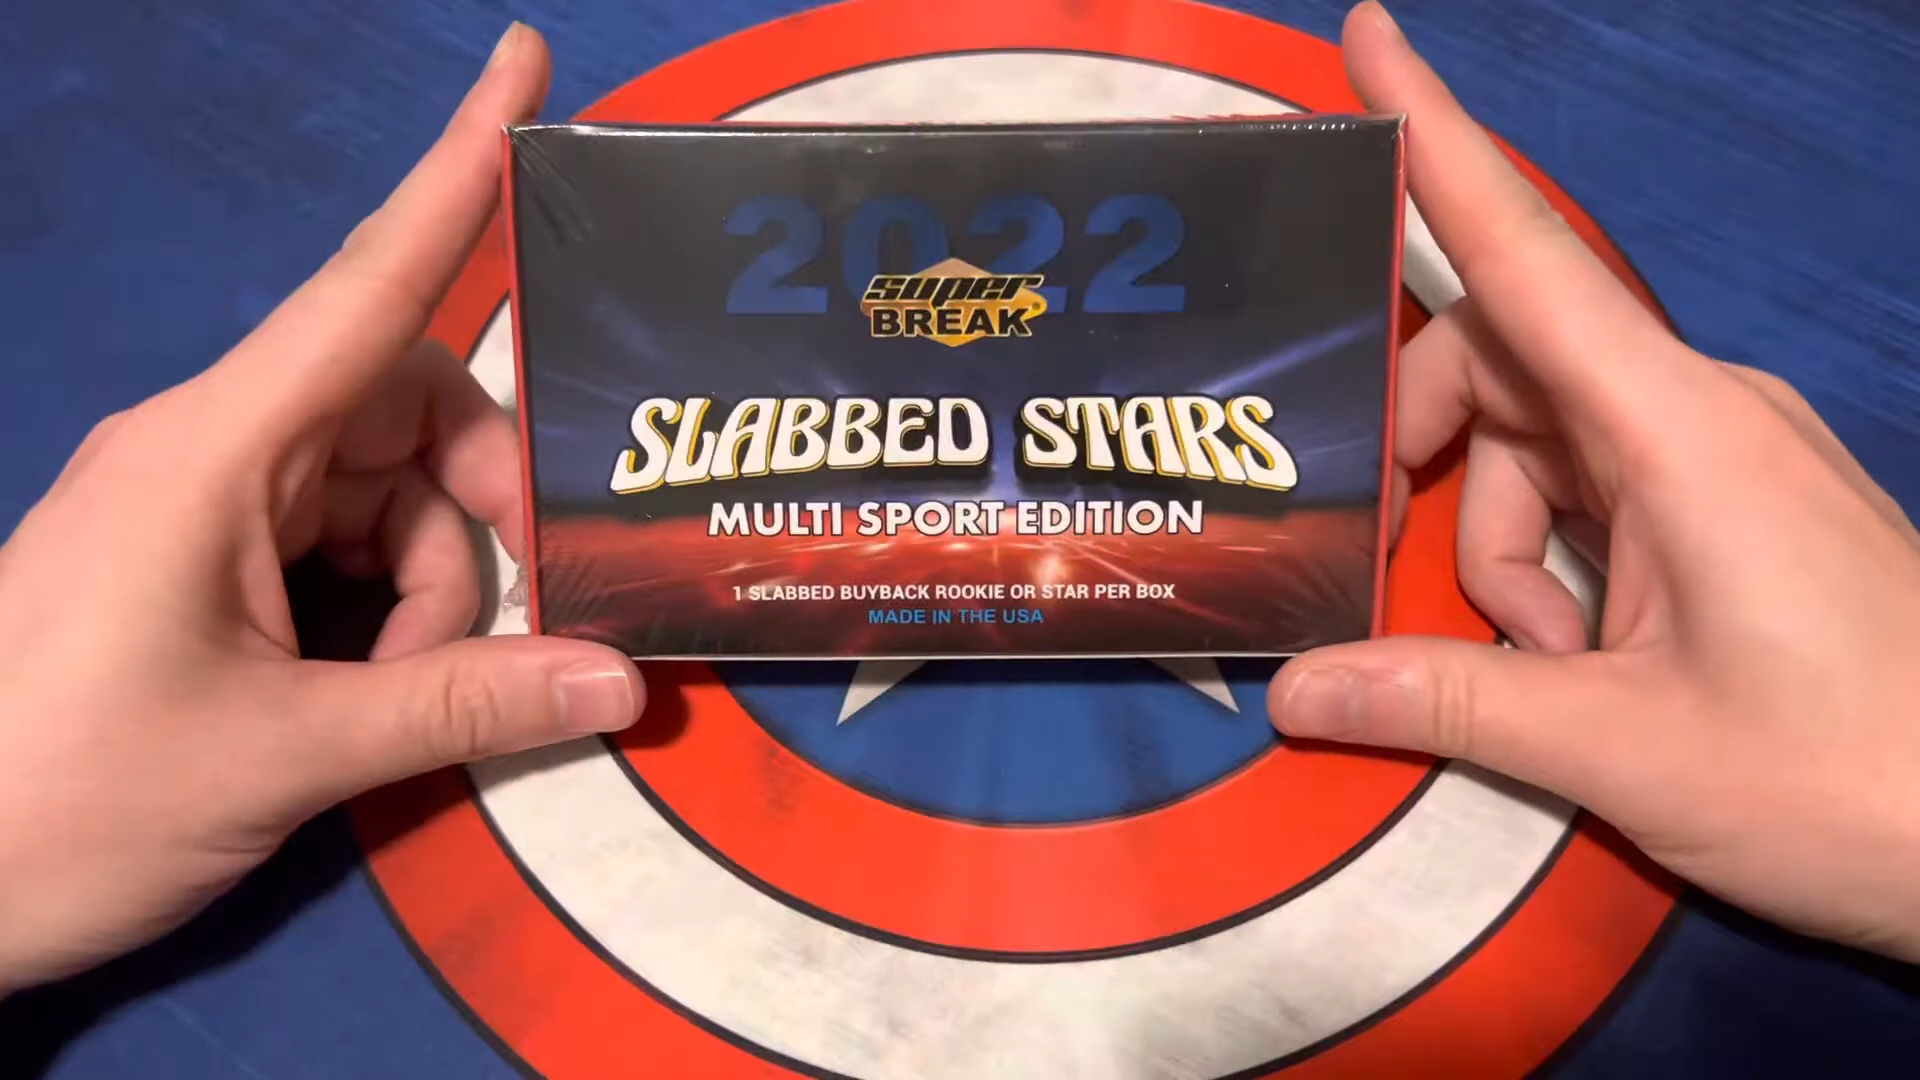 2022
super
BREAK
SLABBED STARS
MULTI SPORT EDITION
1 SLABBED BUYBACK ROOKIE OR STAR PER BOX
MADE IN THE USA